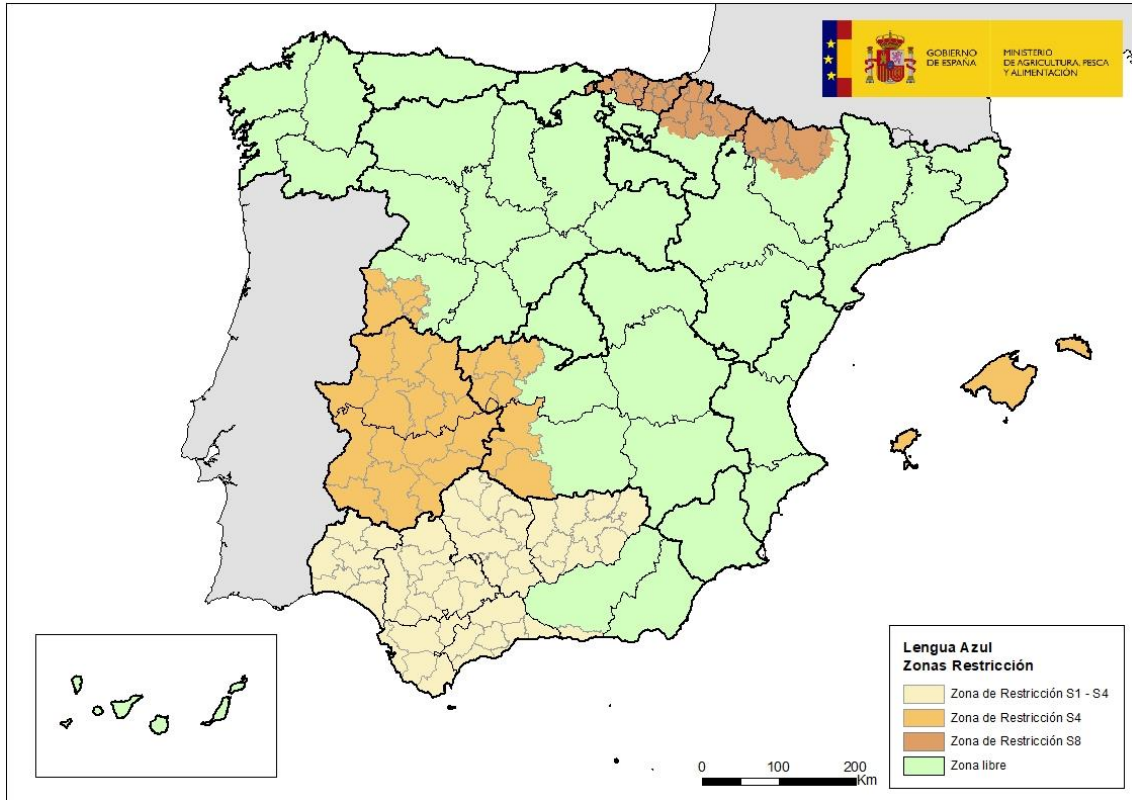 GOBIERNO
DE ESPAÑA
MINISTERIO
DE AGRICULTURA, PESCA
Y ALIMENTACIÓN
Lengua Azul
Zonas Restricción
Zona de Restricción S1 - S4
Zona de Restricción S4
Zona de Restricción S8
Zona libre
0 100 200
Km